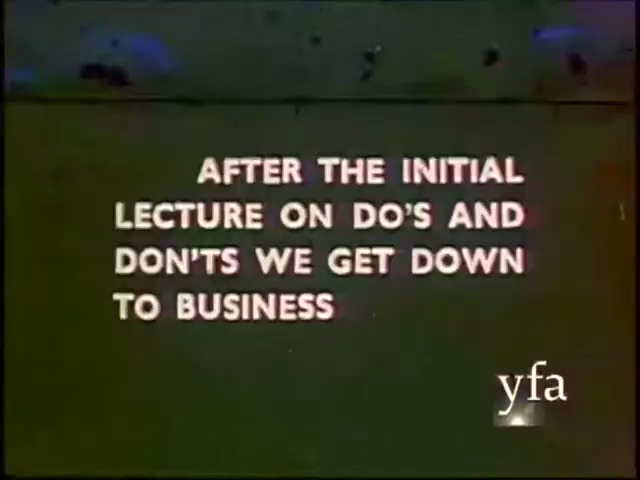 AFTER THE INITIAL
LECTURE ON DO'S AND
DON'TS WE GET DOWN
TO BUSINESS
yfa